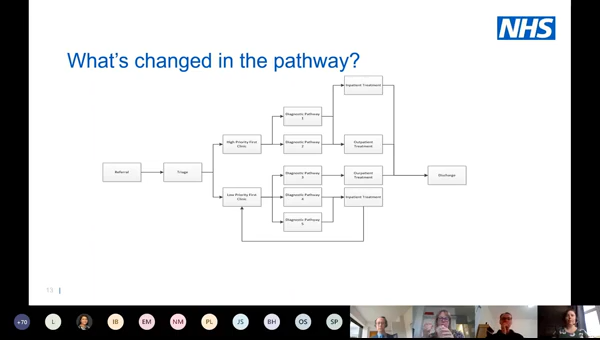 NHS
What's changed in the pathway?
Inpatient Treatment
Diagnostic Pathway
1
High Priority First
Clinic
Diagnostic Pathway
2
Outpatient
Treatment
Referral
Triage
Diagnostic Pathway
3
Outpatient
Treatment
Discharge
Low Priority First
Clinic
Diagnostic Pathway
4
Inpatient Treatment
Diagnostic Pathway
5
13 |
+70
L
IB
EM
NM
PL
JS
BH
OS
SP